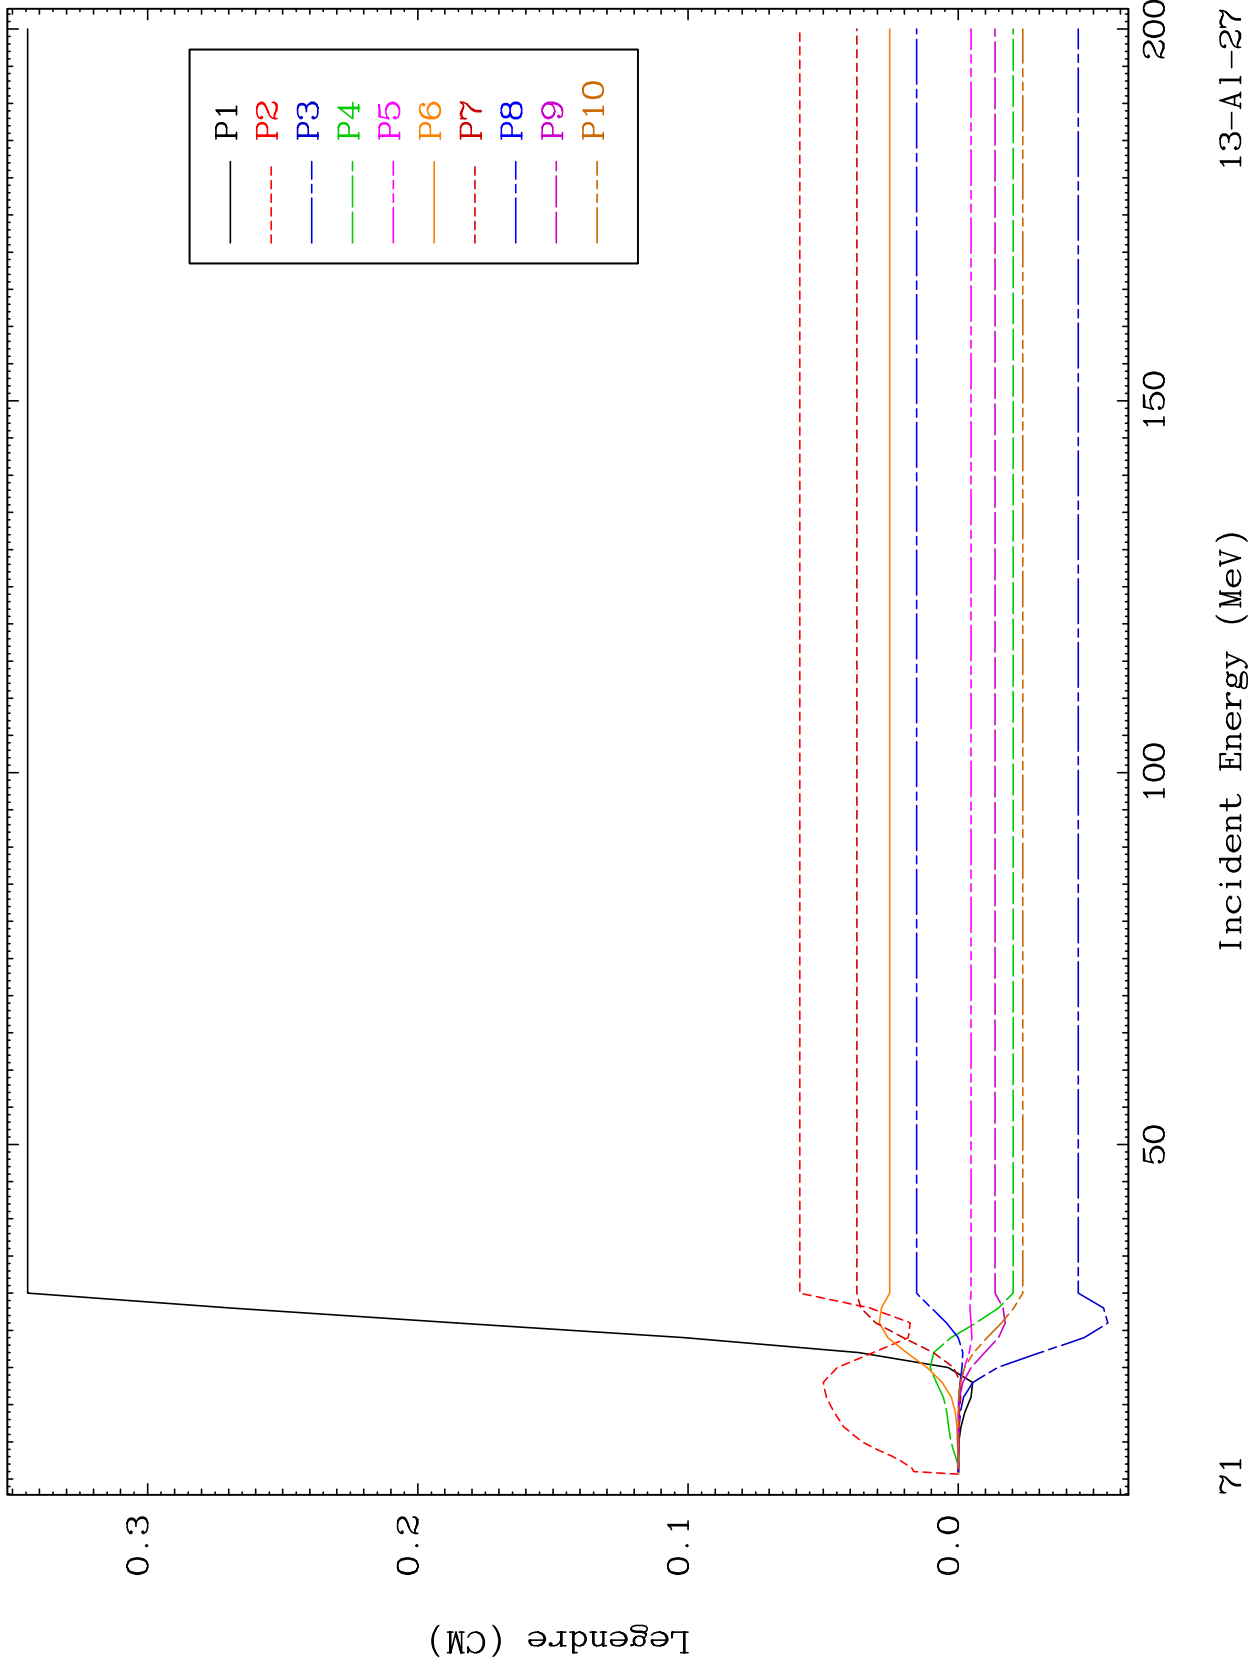 P1
P2
P3
P4
P5
P6
P7
P8
P9
P10
0.3
0.2
0.1
0.0
Legendre (CM)
50
100
150
200
Incident Energy (MeV)
71
13-Al-27